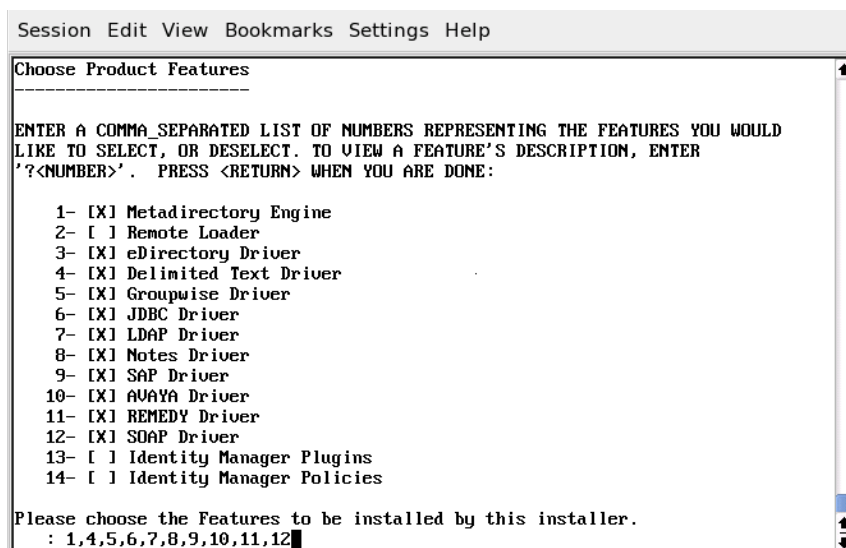 Session Edit View Bookmarks Settings Help
Choose Product Features
-----------------------
ENTER A COMMA_SEPARATED LIST OF NUMBERS REPRESENTING THE FEATURES YOU WOULD
LIKE TO SELECT, OR DESELECT. TO VIEW A FEATURE'S DESCRIPTION, ENTER
'?<NUMBER>'. PRESS <RETURN> WHEN YOU ARE DONE:
1- [X] Metadirectory Engine
2- [ ] Remote Loader
3- [X] eDirectory Driver
4- [X] Delimited Text Driver
5- [X] Groupwise Driver
6- [X] JDBC Driver
7- [X] LDAP Driver
8- [X] Notes Driver
9- [X] SAP Driver
10- [X] AVAYA Driver
11- [X] REMEDY Driver
12- [X] SOAP Driver
13- [ ] Identity Manager Plugins
14- [ ] Identity Manager Policies
Please choose the Features to be installed by this installer.
: 1,4,5,6,7,8,9,10,11,12